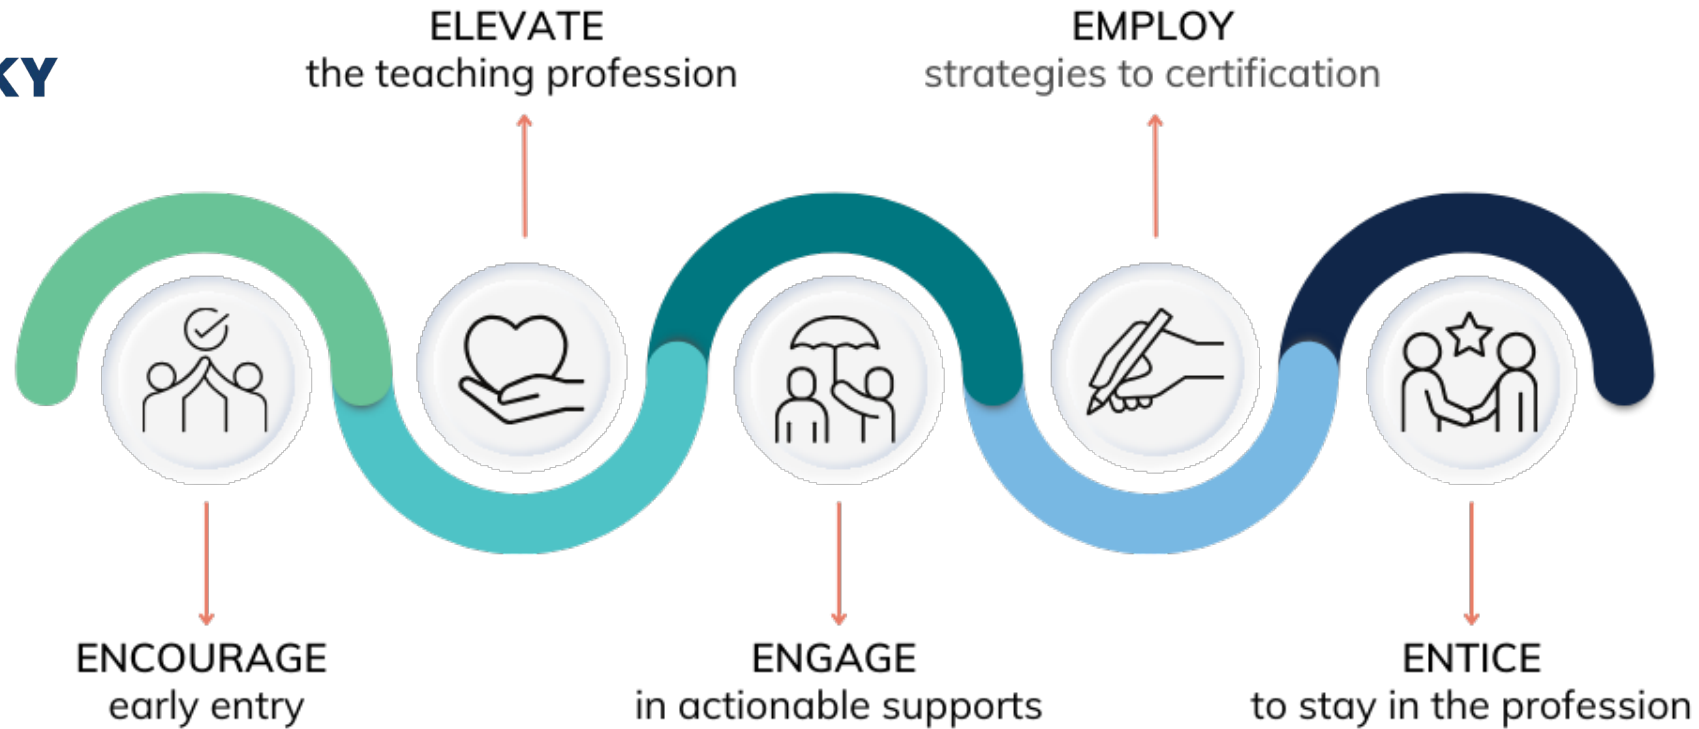 KY
ELEVATE
the teaching profession
EMPLOY
strategies to certification
ENCOURAGE
early entry
ENGAGE
in actionable supports
ENTICE
to stay in the profession